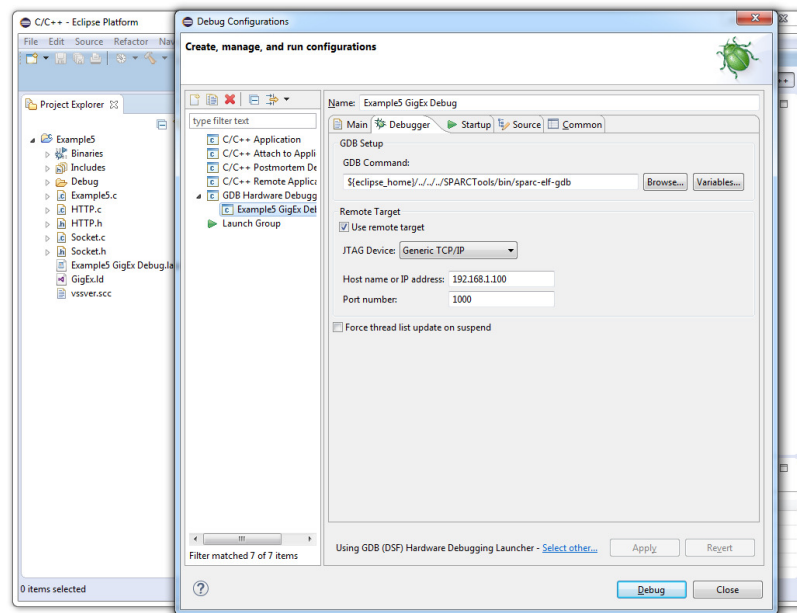 C/C++ - Eclipse Platform
File Edit Source Refactor Nav
Project Explorer
Example5
Binaries
Includes
Debug
Example5.c
HTTP.c
HTTP.h
Socket.c
Socket.h
Example5 GigEx Debug.la
GigEx.ld
vssver.scc
0 items selected
Debug Configurations
Create, manage, and run configurations
type filter text
C/C++ Application
C/C++ Attach to Appli
C/C++ Postmortem De
C/C++ Remote Applica
GDB Hardware Debugg
Example5 GigEx Del
Launch Group
Filter matched 7 of 7 items
Name: Example5 GigEx Debug
Main Debugger Startup Source Common
GDB Setup
GDB Command:
${eclipse_home}/../../../SPARCTools/bin/sparc-elf-gdb Browse... Variables...
Remote Target
Use remote target
JTAG Device: Generic TCP/IP
Host name or IP address: 192.168.1.100
Port number: 1000
Force thread list update on suspend
Using GDB (DSF) Hardware Debugging Launcher - Select other... Apply Revert
Debug Close